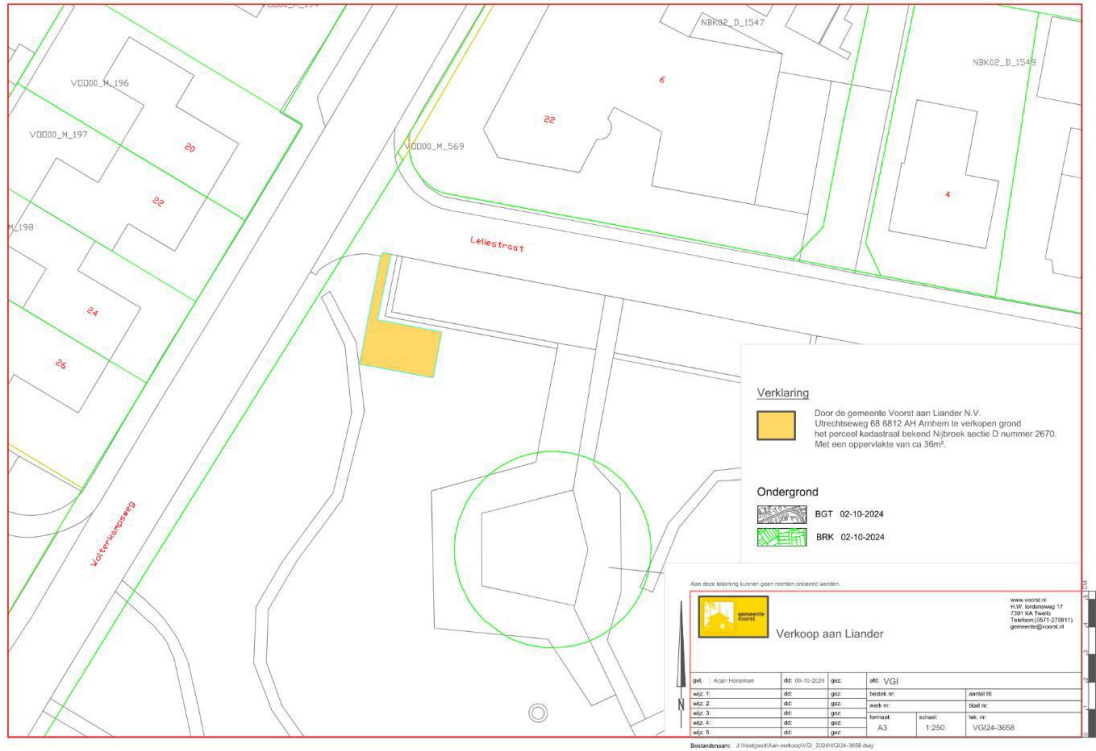 VOO00_M_194
NBK02_D_1547
VOO00_M_196
6
NBK02_D_1549
22
VOO00_M_197
20
VOO00_M_569
22
4
M_198
Leliestraat
24
26
Wolterkampsweg
Verklaring
Door de gemeente Voorst aan Liander N.V.
Utrechtseweg 68 6812 AH Arnhem te verkopen grond
het perceel kadastraal bekend Nijbroek sectie D nummer 2670.
Met een oppervlakte van ca 36m².
Ondergrond
BGT 02-10-2024
BRK 02-10-2024
Aan deze tekening kunnen geen rechten ontleend worden.
gemeente
voorst
Verkoop aan Liander
www.voorst.nl
H.W. Iordensweg 17
7391 KA Twello
Telefoon:(0571-279911)
gemeente@voorst.nl
get. : Arjan Horsman dd: 09-10-2024 gez: afd: VGI
wijz. 1: dd: gez: bestek nr: aantal bl:
wijz. 2: dd: gez: werk nr: blad nr:
wijz. 3: dd: gez: formaat: schaal: tek. nr:
wijz. 4: dd: gez: A3 1:250 VGI24-3658
wijz. 5: dd: gez:
N
Bestandsnaam: J:\Vastgoed\Aan-verkoop\VGI_2024\VGI24-3658.dwg